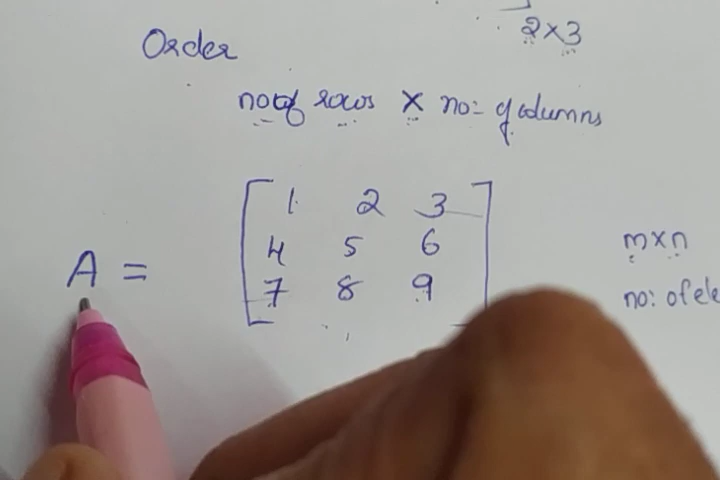 2×3
Order
no of rows × no: of columns
A = [ 1 2 3
4 5 6
7 8 9 ]
m×n
no: of ele